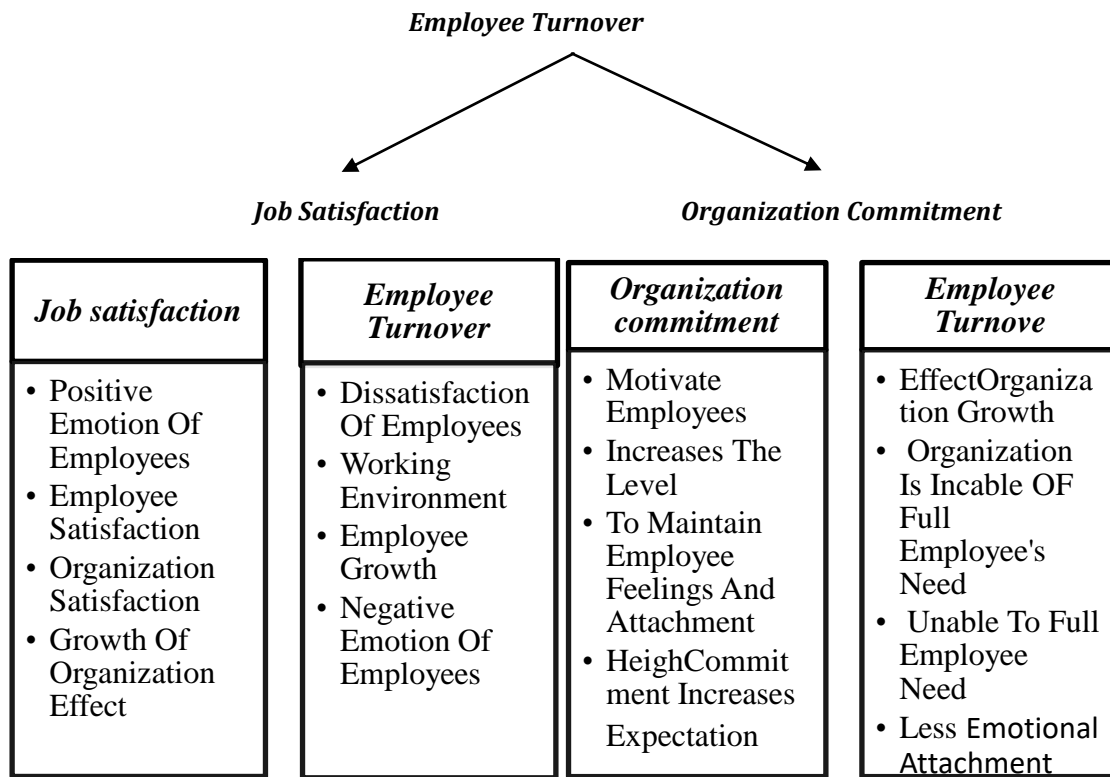 Employee Turnover
Job Satisfaction
Organization Commitment
Job satisfaction
• Positive
Emotion Of
Employees
• Employee
Satisfaction
• Organization
Satisfaction
• Growth Of
Organization
Effect
Employee
Turnover
• Dissatisfaction
Of Employees
• Working
Environment
• Employee
Growth
• Negative
Emotion Of
Employees
Organization
commitment
• Motivate
Employees
• Increases The
Level
• To Maintain
Employee
Feelings And
Attachment
• HeighCommit
ment Increases
Expectation
Employee
Turnove
• EffectOrganiza
tion Growth
• Organization
Is Incable OF
Full
Employee's
Need
• Unable To Full
Employee
Need
• Less Emotional
Attachment